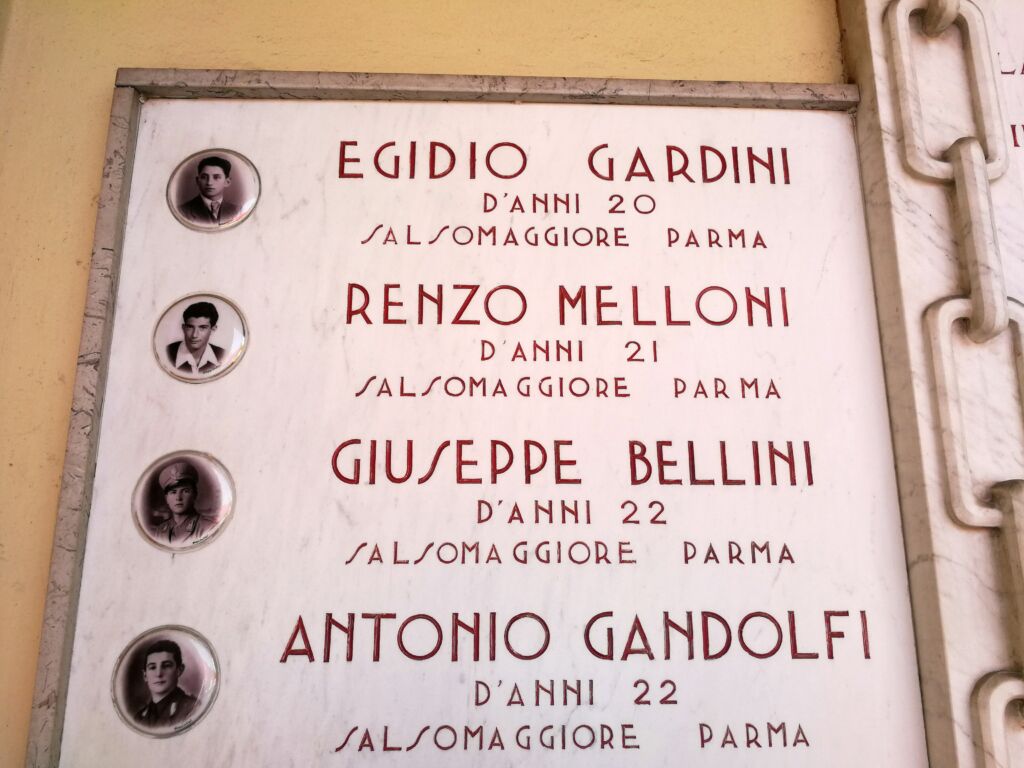 EGIDIO GARDINI
D'ANNI 20
SALSOMAGGIORE PARMA
RENZO MELLONI
D'ANNI 21
SALSOMAGGIORE PARMA
GIUSEPPE BELLINI
D'ANNI 22
SALSOMAGGIORE PARMA
ANTONIO GANDOLFI
D'ANNI 22
SALSOMAGGIORE PARMA